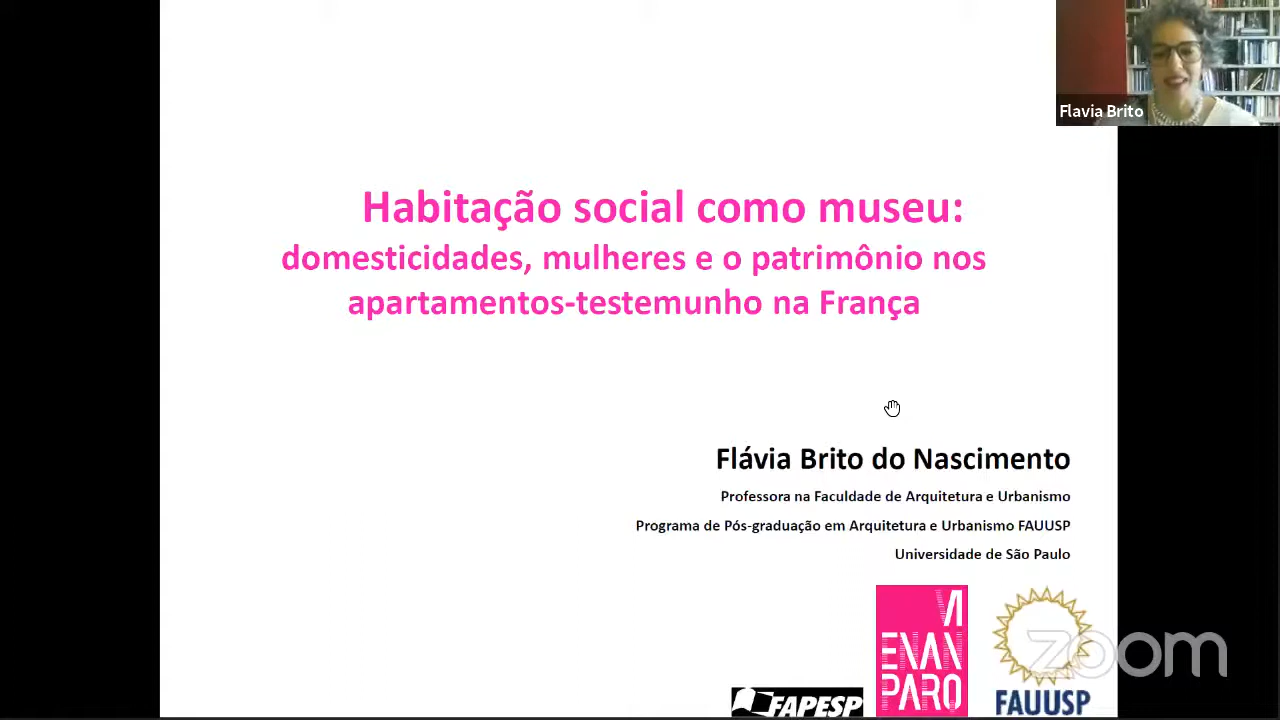 Flavia Brito
Habitação social como museu:
domesticidades, mulheres e o patrimônio nos
apartamentos-testemunho na França
Flávia Brito do Nascimento
Professora na Faculdade de Arquitetura e Urbanismo
Programa de Pós-graduação em Arquitetura e Urbanismo FAUUSP
Universidade de São Paulo
VI
ENAN
PARQ
zoom
FAPESP
FAUUSP